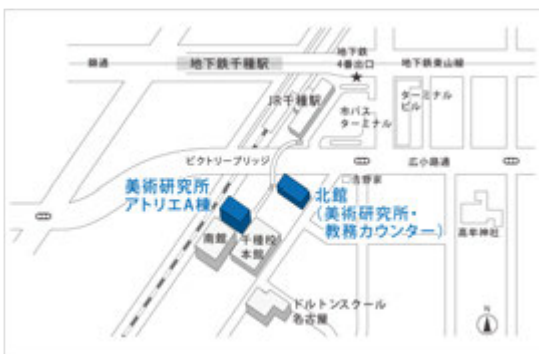 錦通
地下鉄千種駅
地下鉄
4番出口
地下鉄東山線
JR千種駅
市バス
ターミナル
ターミナル
ビル
ビクトリーブリッジ
広小路通
吉野家
美術研究所
アトリエA棟
北館
(美術研究所・
教務カウンター)
南館
千種校
本館
高牟神社
ドルトンスクール
名古屋
N